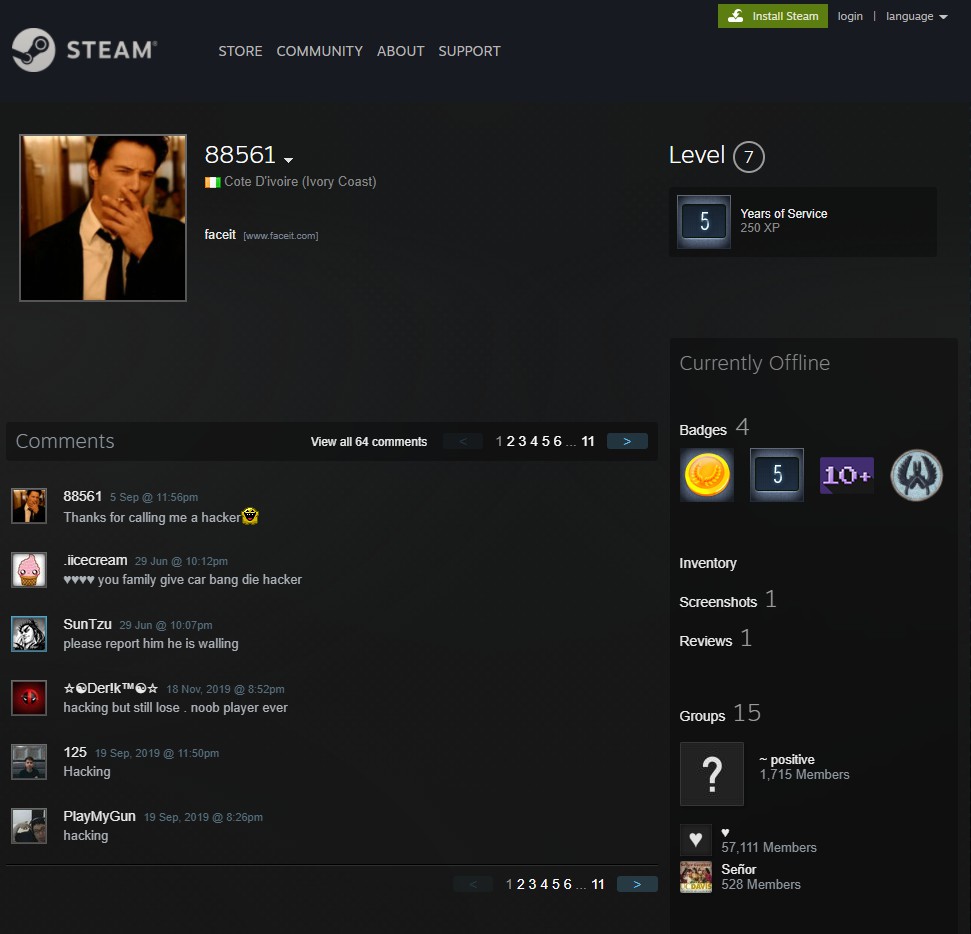 Install Steam login | language
STEAM®
STORE COMMUNITY ABOUT SUPPORT
88561
Cote D'ivoire (Ivory Coast)
faceit [www.faceit.com]
Level 7
5
Years of Service
250 XP
Currently Offline
Badges 4
5 10+
Inventory
Screenshots 1
Reviews 1
Groups 15
?
~ positive
1,715 Members
♥
57,111 Members
Señor
528 Members
Comments View all 64 comments < 1 2 3 4 5 6 ... 11 >
88561 5 Sep @ 11:56pm
Thanks for calling me a hacker
.iicecream 29 Jun @ 10:12pm
♥♥♥♥ you family give car bang die hacker
SunTzu 29 Jun @ 10:07pm
please report him he is walling
☆☯Der!k™☯☆ 18 Nov, 2019 @ 8:52pm
hacking but still lose . noob player ever
125 19 Sep, 2019 @ 11:50pm
Hacking
PlayMyGun 19 Sep, 2019 @ 8:26pm
hacking
< 1 2 3 4 5 6 ... 11 >